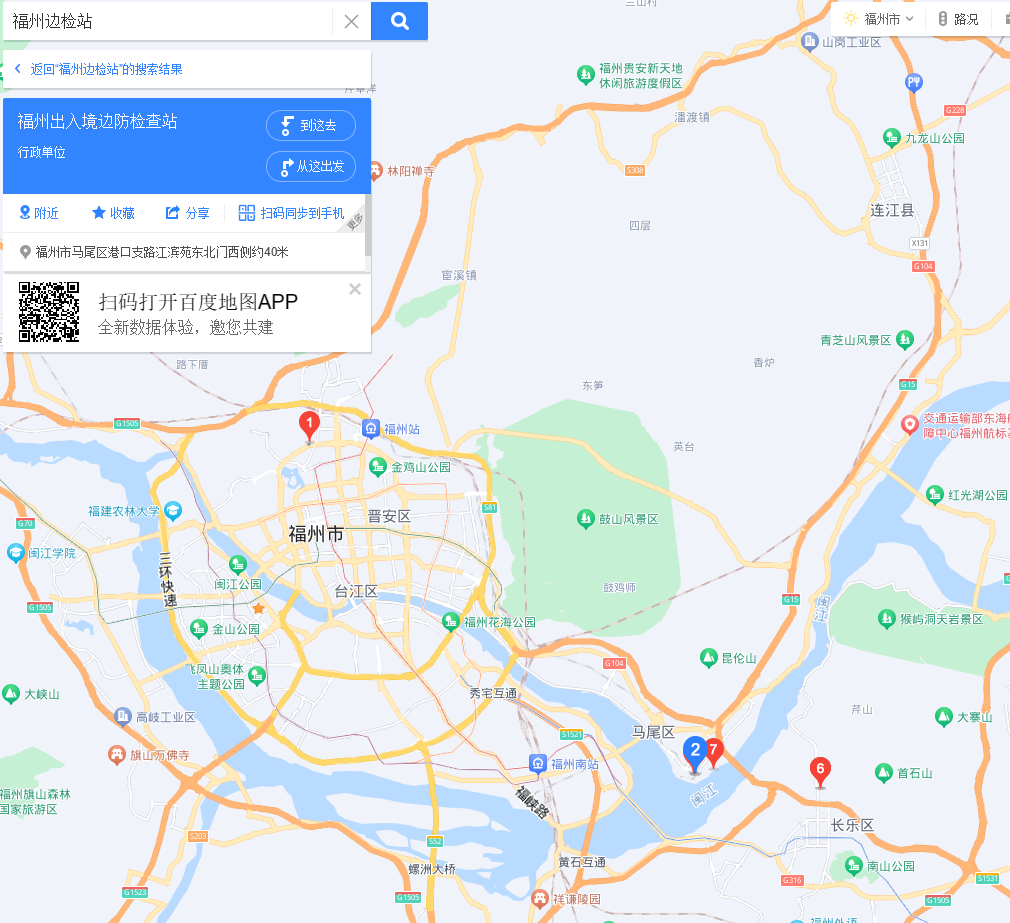 三山村
福州边检站
福州市
路况
山岗工业区
返回"福州边检站"的搜索结果
福州贵安新天地
休闲旅游度假区
G228
潘渡镇
福州出入境边防检查站
到这去
行政单位
九龙山公园
从这出发
林阳禅寺
S308
附近
收藏
分享
扫码同步到手机
更多
连江县
四层
X131
福州市马尾区港口支路江滨苑东北门西侧约40米
G104
宦溪镇
扫码打开百度地图APP
全新数据体验，邀您共建
青芝山风景区
路下厝
香炉
东笋
G15
G1505
1
福州站
交通运输部东海
障中心福州航标
英台
金鸡山公园
红光湖公园
S81
福建农林大学
晋安区
鼓山风景区
G70
福州市
闽江学院
三环快速
闽江公园
台江区
鼓鸡师
G15
闽江
G1505
猴屿洞天岩景区
福州花海公园
金山公园
G104
昆伦山
飞凤山奥体
主题公园
大峡山
秀宅互通
芹山
高岐工业区
大寨山
马尾区
S1521
旗山万佛寺
2
7
福州南站
6
首石山
闽江
福州旗山森林
国家旅游区
福峡路
长乐区
S203
S52
黄石互通
螺洲大桥
南山公园
G316
S1531
G1523
G1505
祥谦陵园
G1505
福州外语